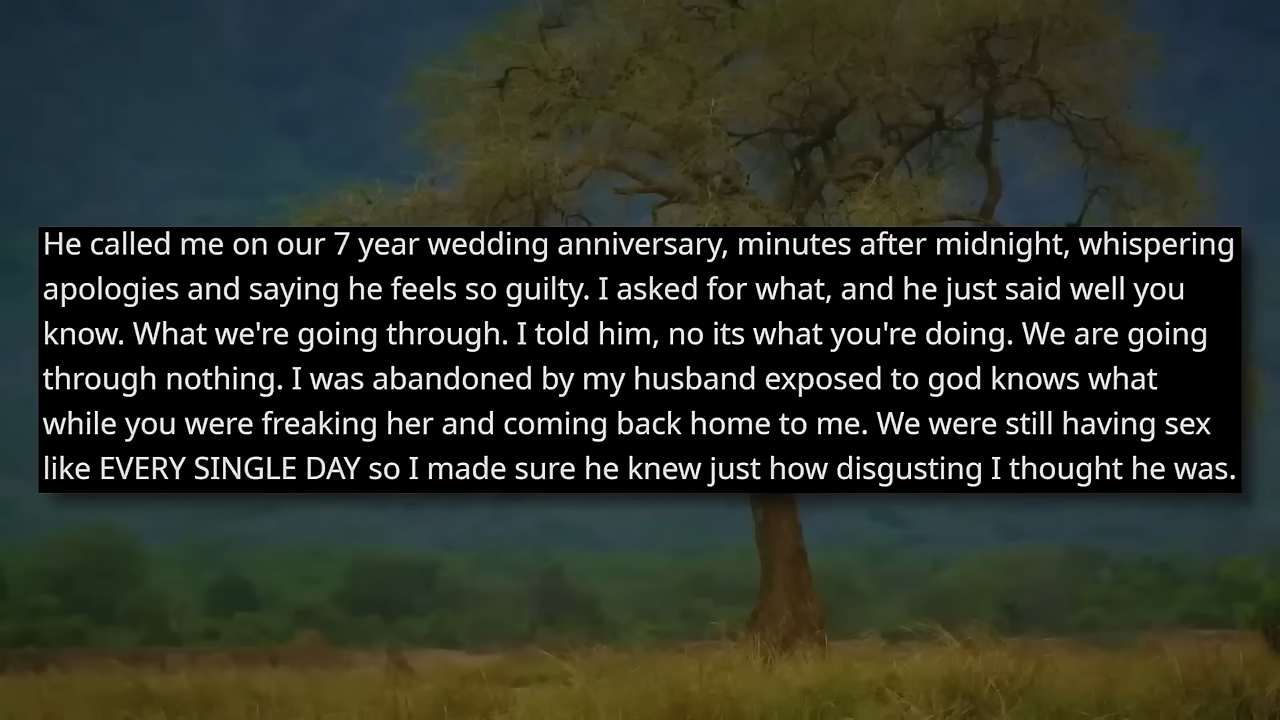 He called me on our 7 year wedding anniversary, minutes after midnight, whispering
apologies and saying he feels so guilty. I asked for what, and he just said well you
know. What we're going through. I told him, no its what you're doing. We are going
through nothing. I was abandoned by my husband exposed to god knows what
while you were freaking her and coming back home to me. We were still having sex
like EVERY SINGLE DAY so I made sure he knew just how disgusting I thought he was.